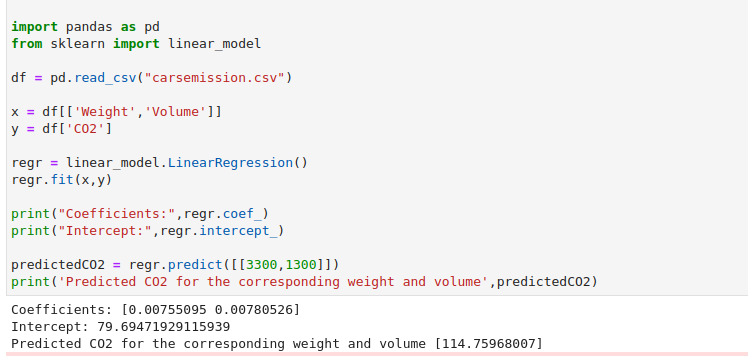 import pandas as pd
from sklearn import linear_model
df = pd.read_csv("carsemission.csv")
x = df[['Weight','Volume']]
y = df['CO2']
regr = linear_model.LinearRegression()
regr.fit(x,y)
print("Coefficients:",regr.coef_)
print("Intercept:",regr.intercept_)
predictedCO2 = regr.predict([[3300,1300]])
print('Predicted CO2 for the corresponding weight and volume',predictedCO2)
Coefficients: [0.00755095 0.00780526]
Intercept: 79.69471929115939
Predicted CO2 for the corresponding weight and volume [114.75968007]